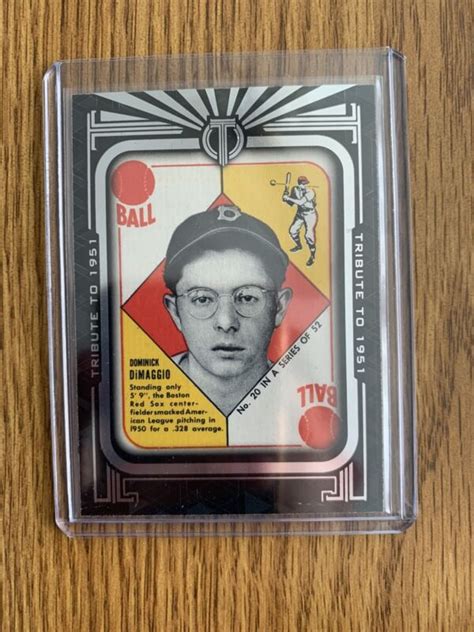 T
BALL
B
TRIBUTE TO 1951
TRIBUTE TO 1951
DOMINICK
DiMAGGIO
Standing only
5' 9", the Boston
Red Sox center-
fielder smacked Amer-
ican League pitching in
1950 for a .328 average.
No. 20 IN A SERIES OF 52
BALL